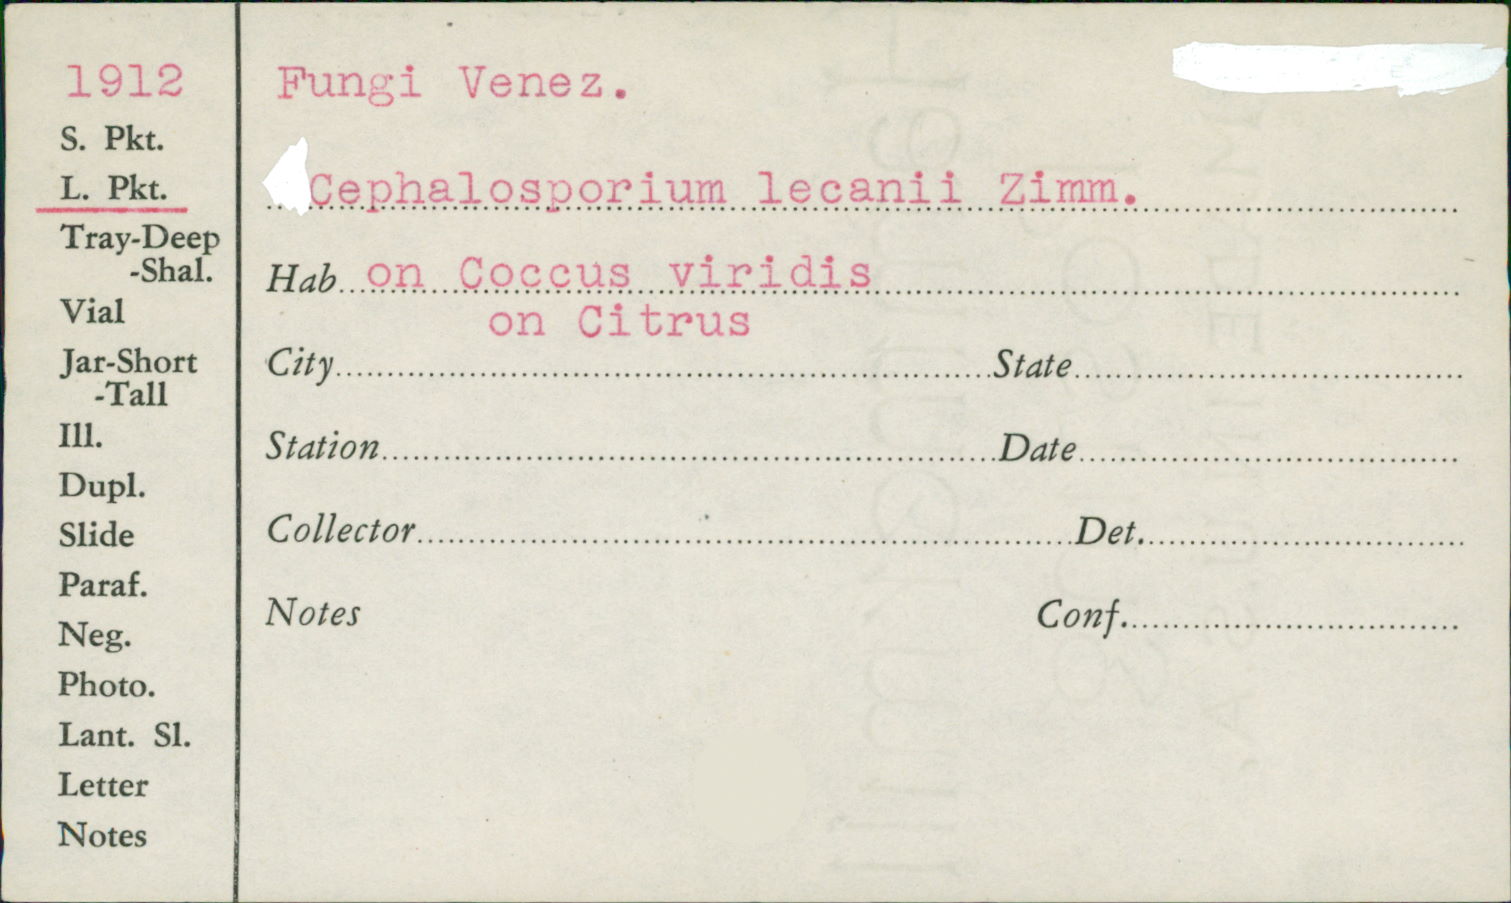 1912
S. Pkt.
L. Pkt.
Tray-Deep
-Shal.
Vial
Jar-Short
-Tall
Ill.
Dupl.
Slide
Paraf.
Neg.
Photo.
Lant. Sl.
Letter
Notes
Fungi Venez.
Cephalosporium lecanii Zimm.
Hab on Coccus viridis
on Citrus
City State
Station Date
Collector Det.
Notes Conf.